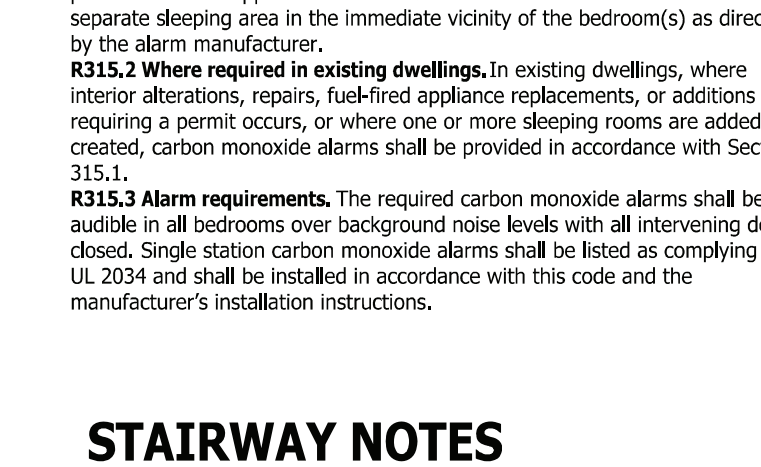 separate sleeping area in the immediate vicinity of the bedroom(s) as
by the alarm manufacturer.
R315.2 Where required in existing dwellings. In existing dwellings, where
interior alterations, repairs, fuel-fired appliance replacements, or additions
requiring a permit occurs, or where one or more sleeping rooms are added
created, carbon monoxide alarms shall be provided in accordance with
315.1.
R315.3 Alarm requirements. The required carbon monoxide alarms shall be
audible in all bedrooms over background noise levels with all intervening
closed. Single station carbon monoxide alarms shall be listed as complying
UL 2034 and shall be installed in accordance with this code and the
manufacturer's installation instructions.
STAIRWAY NOTES